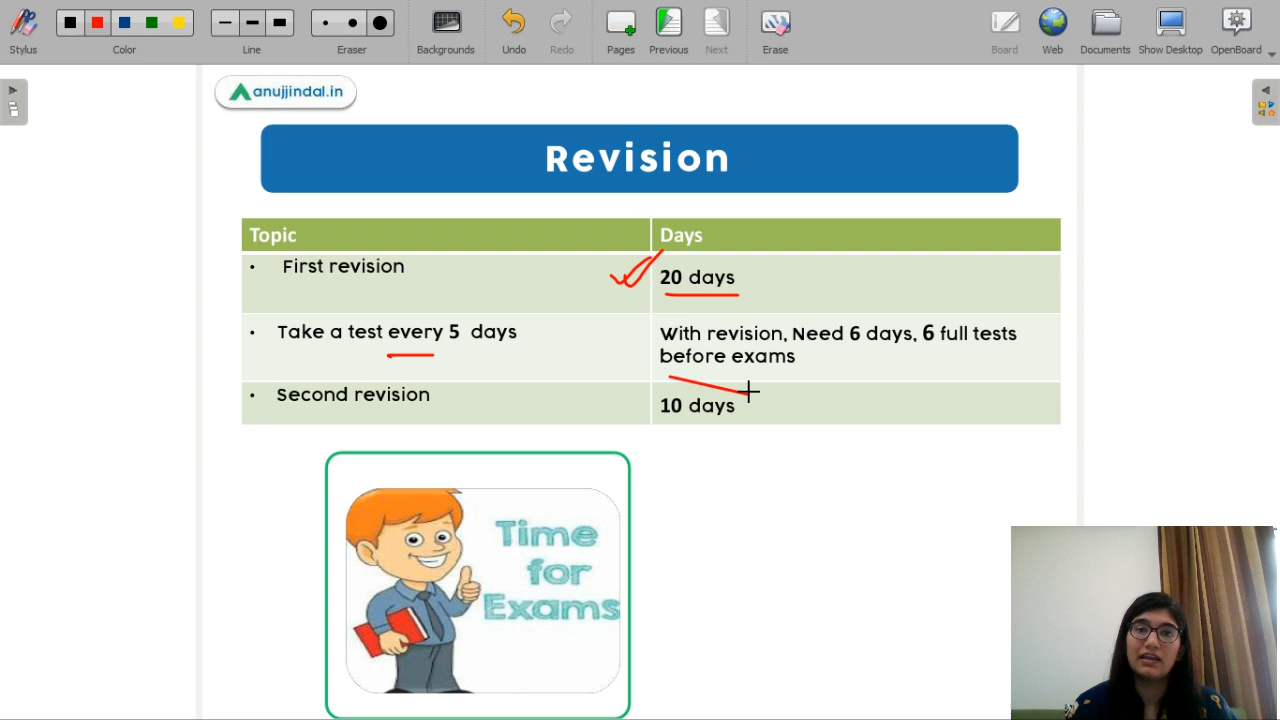 Stylus
Color
Line
Eraser
Backgrounds
Undo
Redo
Pages
Previous
Next
Erase
Board
Web
Documents
Show Desktop
OpenBoard
anujjindal.in
Revision
Topic
Days
• First revision
20 days
• Take a test every 5 days
With revision, Need 6 days, 6 full tests
before exams
• Second revision
10 days
Time
for
Exams